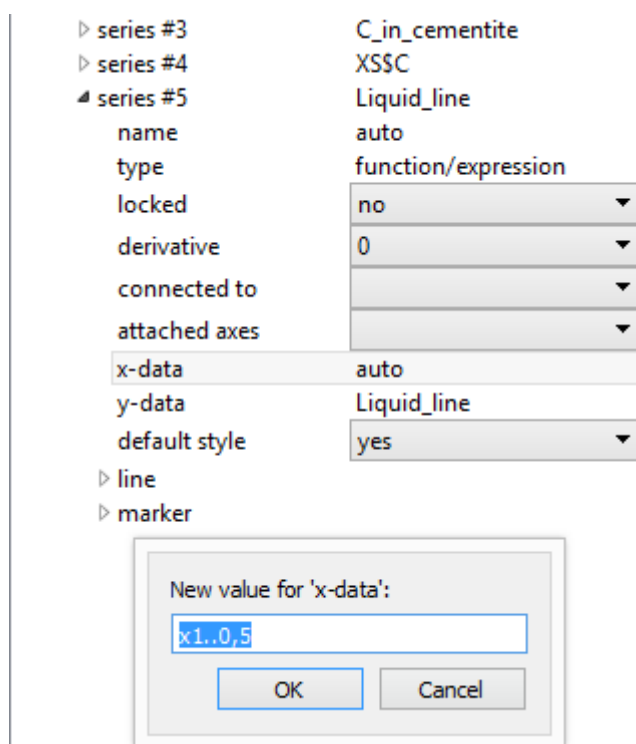 series #3 C_in_cementite
series #4 XS$C
series #5 Liquid_line
name auto
type function/expression
locked no
derivative 0
connected to
attached axes
x-data auto
y-data Liquid_line
default style yes
line
marker
New value for 'x-data':
x1..0,5
OK Cancel